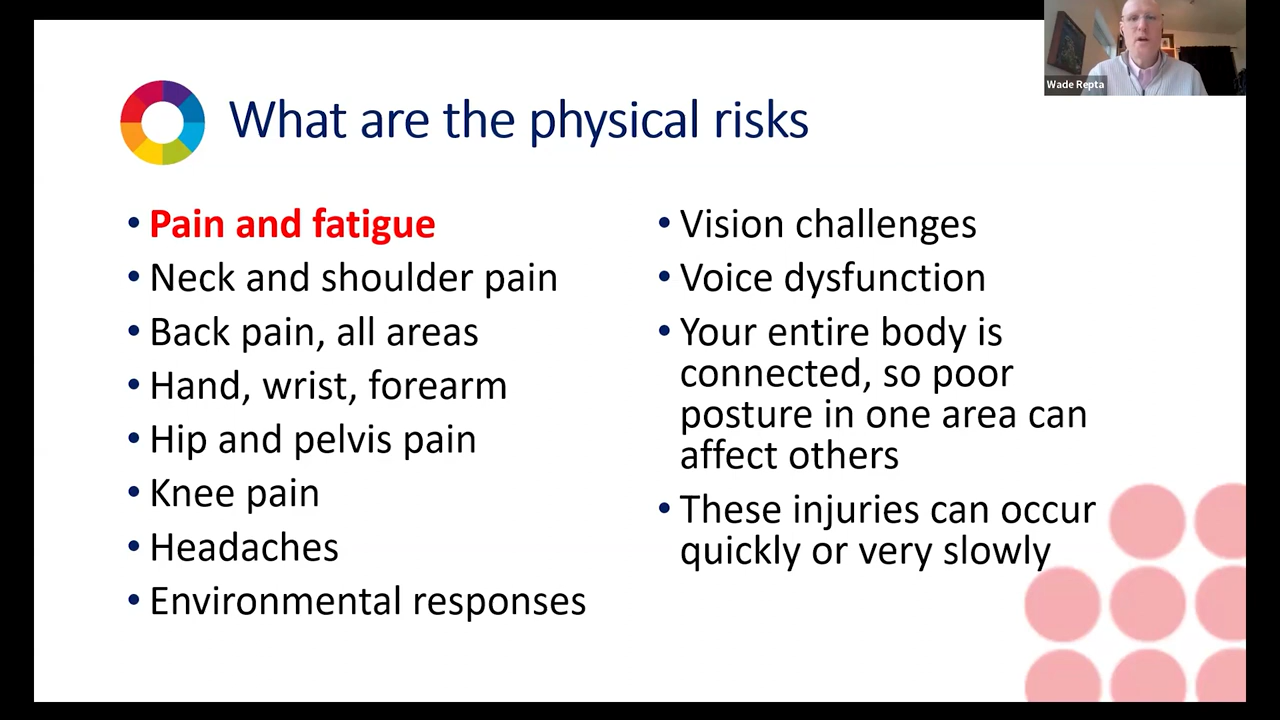 Wade Repta
What are the physical risks
• Pain and fatigue
• Neck and shoulder pain
• Back pain, all areas
• Hand, wrist, forearm
• Hip and pelvis pain
• Knee pain
• Headaches
• Environmental responses
• Vision challenges
• Voice dysfunction
• Your entire body is
connected, so poor
posture in one area can
affect others
• These injuries can occur
quickly or very slowly